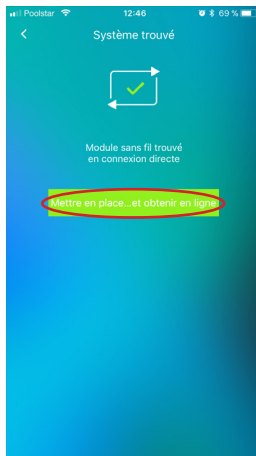 Poolstar 12:46 69 %
Système trouvé
Module sans fil trouvé
en connexion directe
Mettre en place...et obtenir en ligne